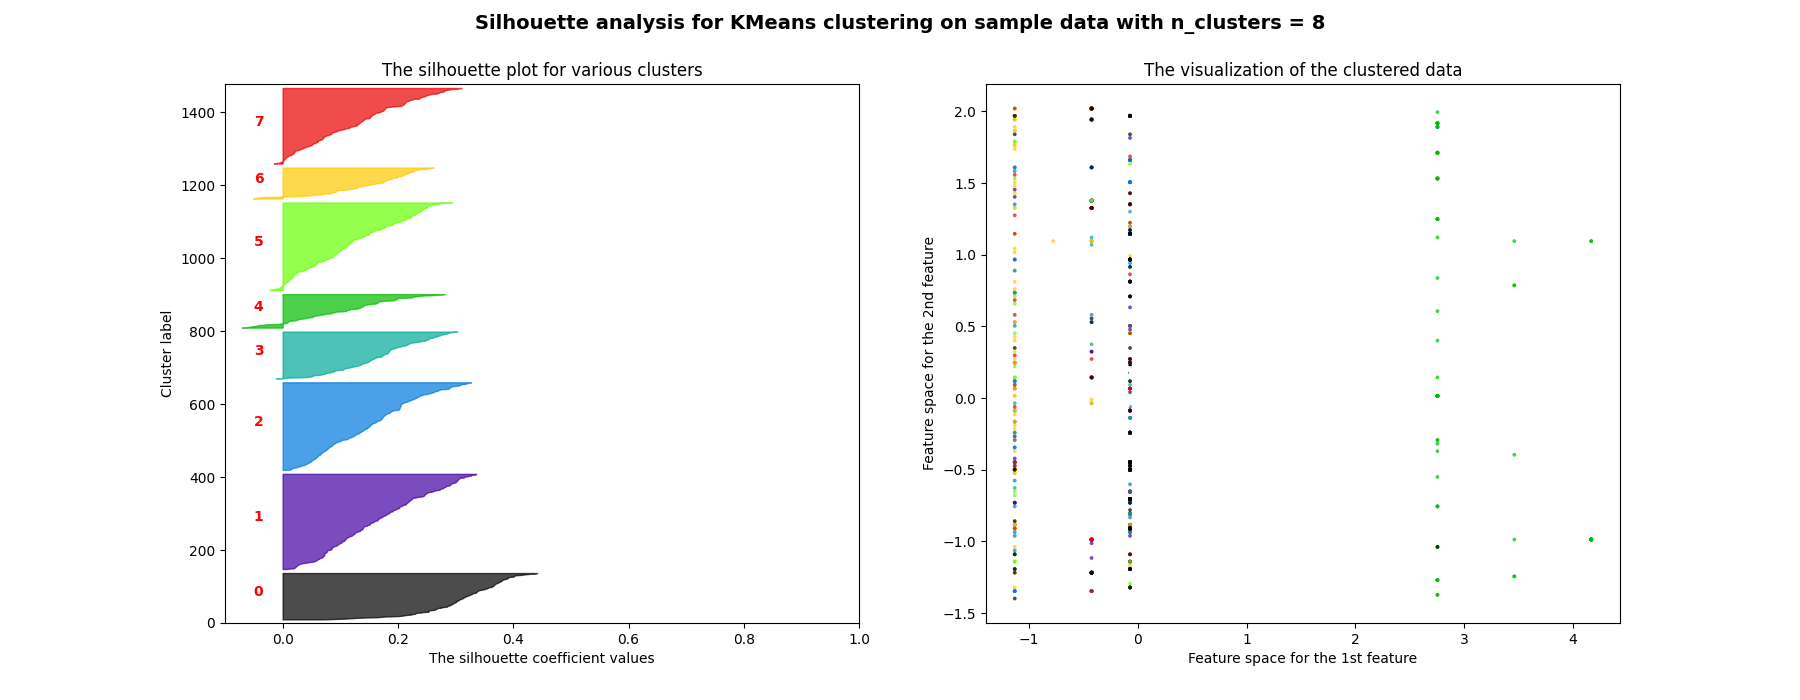 Silhouette analysis for KMeans clustering on sample data with n_clusters = 8
The silhouette plot for various clusters
Cluster label
1400
1200
1000
800
600
400
200
0
7
6
5
4
3
2
1
0
0.0 0.2 0.4 0.6 0.8 1.0
The silhouette coefficient values
The visualization of the clustered data
Feature space for the 2nd feature
2.0
1.5
1.0
0.5
0.0
−0.5
−1.0
−1.5
−1 0 1 2 3 4
Feature space for the 1st feature